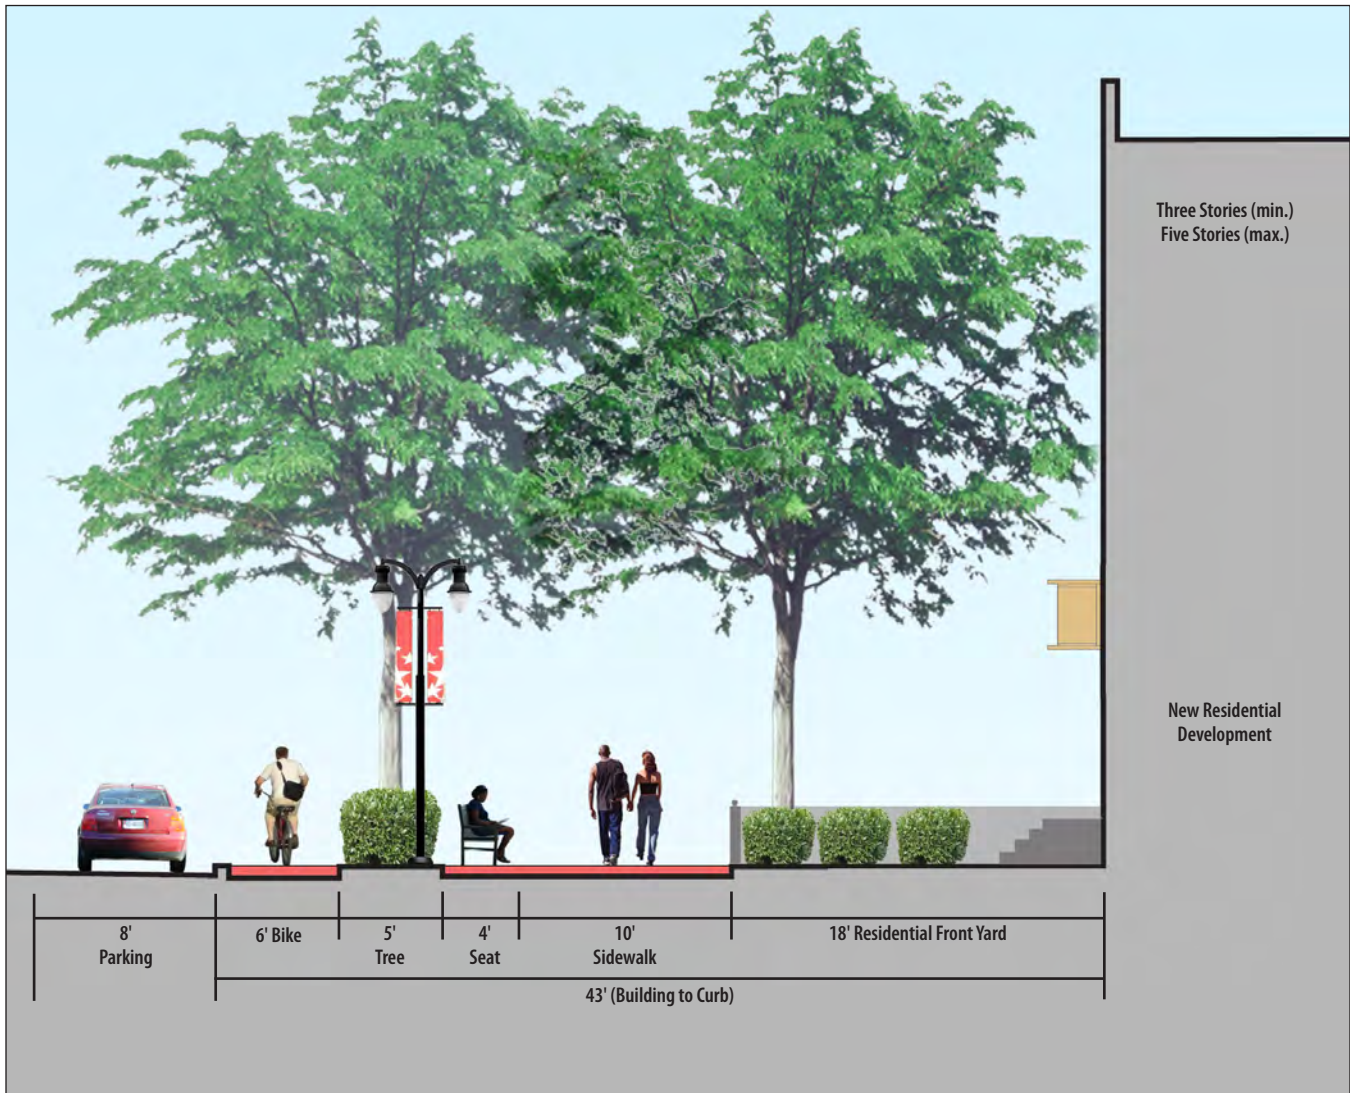 Three Stories (min.)
Five Stories (max.)
New Residential
Development
8'
Parking
6' Bike
5'
Tree
4'
Seat
10'
Sidewalk
18' Residential Front Yard
43' (Building to Curb)